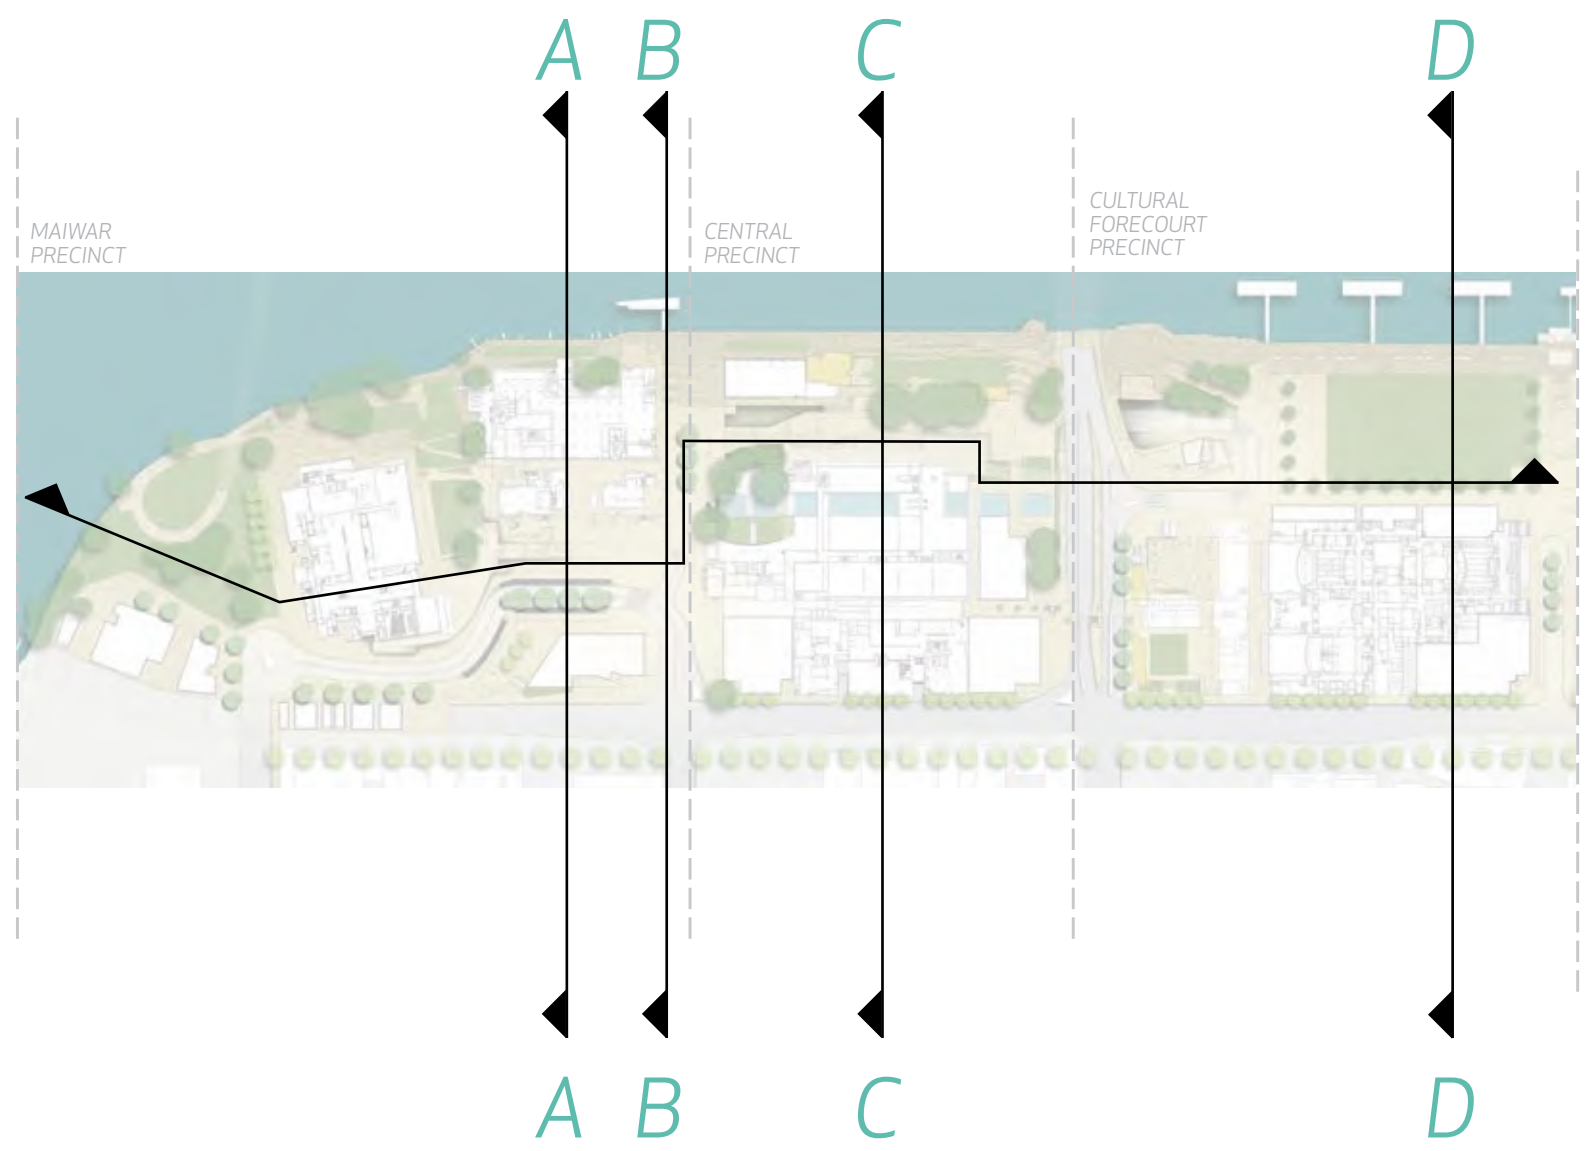 A B C D
MAIWAR
PRECINCT
CENTRAL
PRECINCT
CULTURAL
FORECOURT
PRECINCT
A B C D